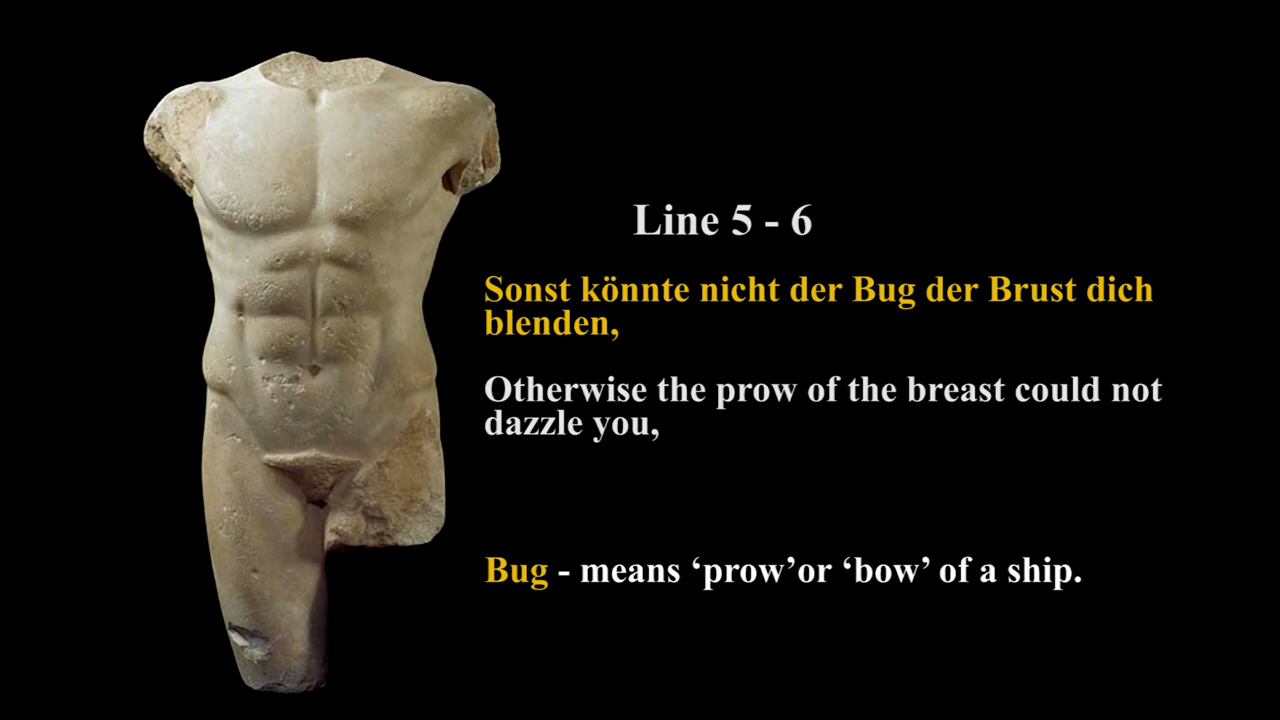 Line 5 - 6
Sonst könnte nicht der Bug der Brust dich
blenden,
Otherwise the prow of the breast could not
dazzle you,
Bug - means ‘prow’or ‘bow’ of a ship.